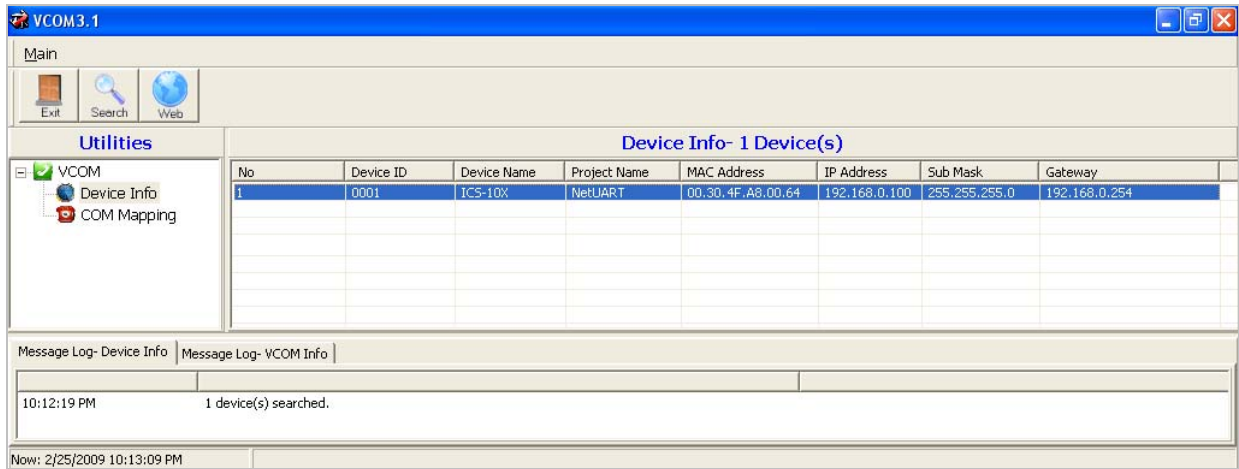 VCOM3.1
Main
Exit Search Web
Utilities
Device Info- 1 Device(s)
VCOM
Device Info
COM Mapping
No Device ID Device Name Project Name MAC Address IP Address Sub Mask Gateway
1 0001 ICS-10X NetUART 00.30.4F.A8.00.64 192.168.0.100 255.255.255.0 192.168.0.254
Message Log- Device Info Message Log- VCOM Info
10:12:19 PM 1 device(s) searched.
Now: 2/25/2009 10:13:09 PM